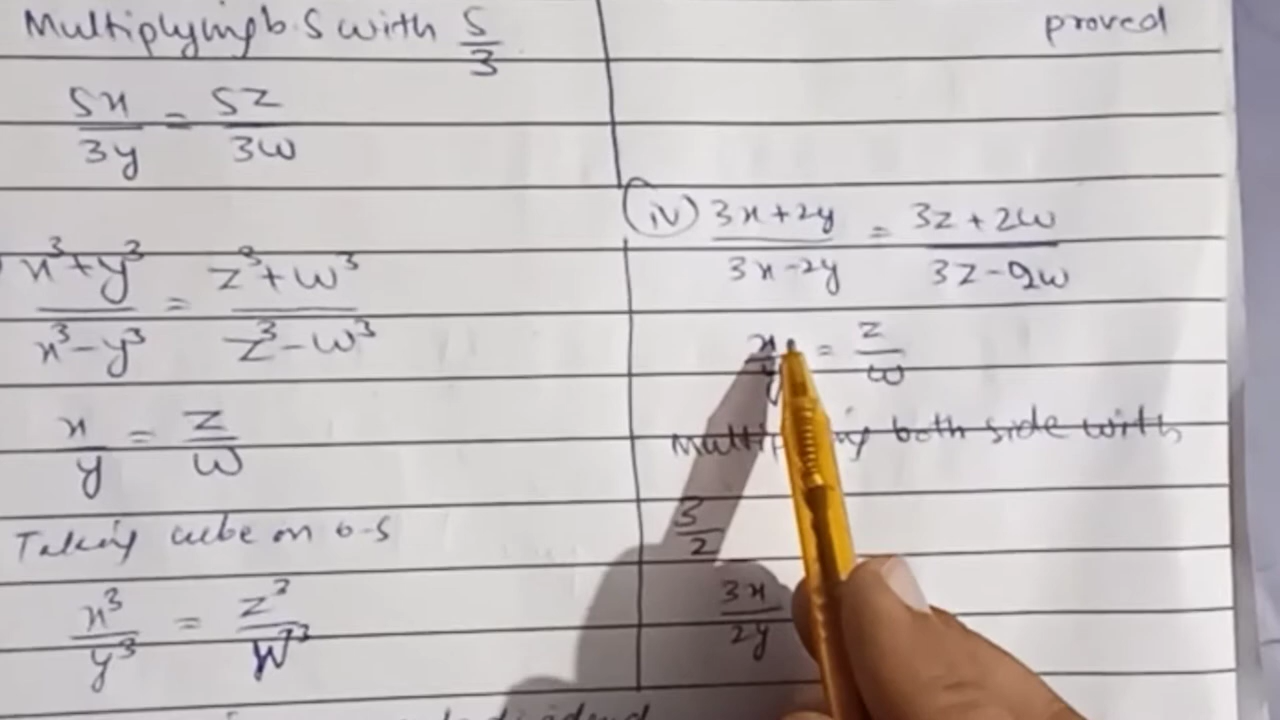 Multiplying b.S with 5/3
5x/3y = 5z/3w
x³+y³/x³-y³ = z³+w³/z³-w³
x/y = z/w
Taking cube on b-S
x³/y³ = z³/w³
proved
(iv) 3x+2y/3x-2y = 3z+2w/3z-2w
x/y = z/w
Multiplying both side with
3/2
3x/2y